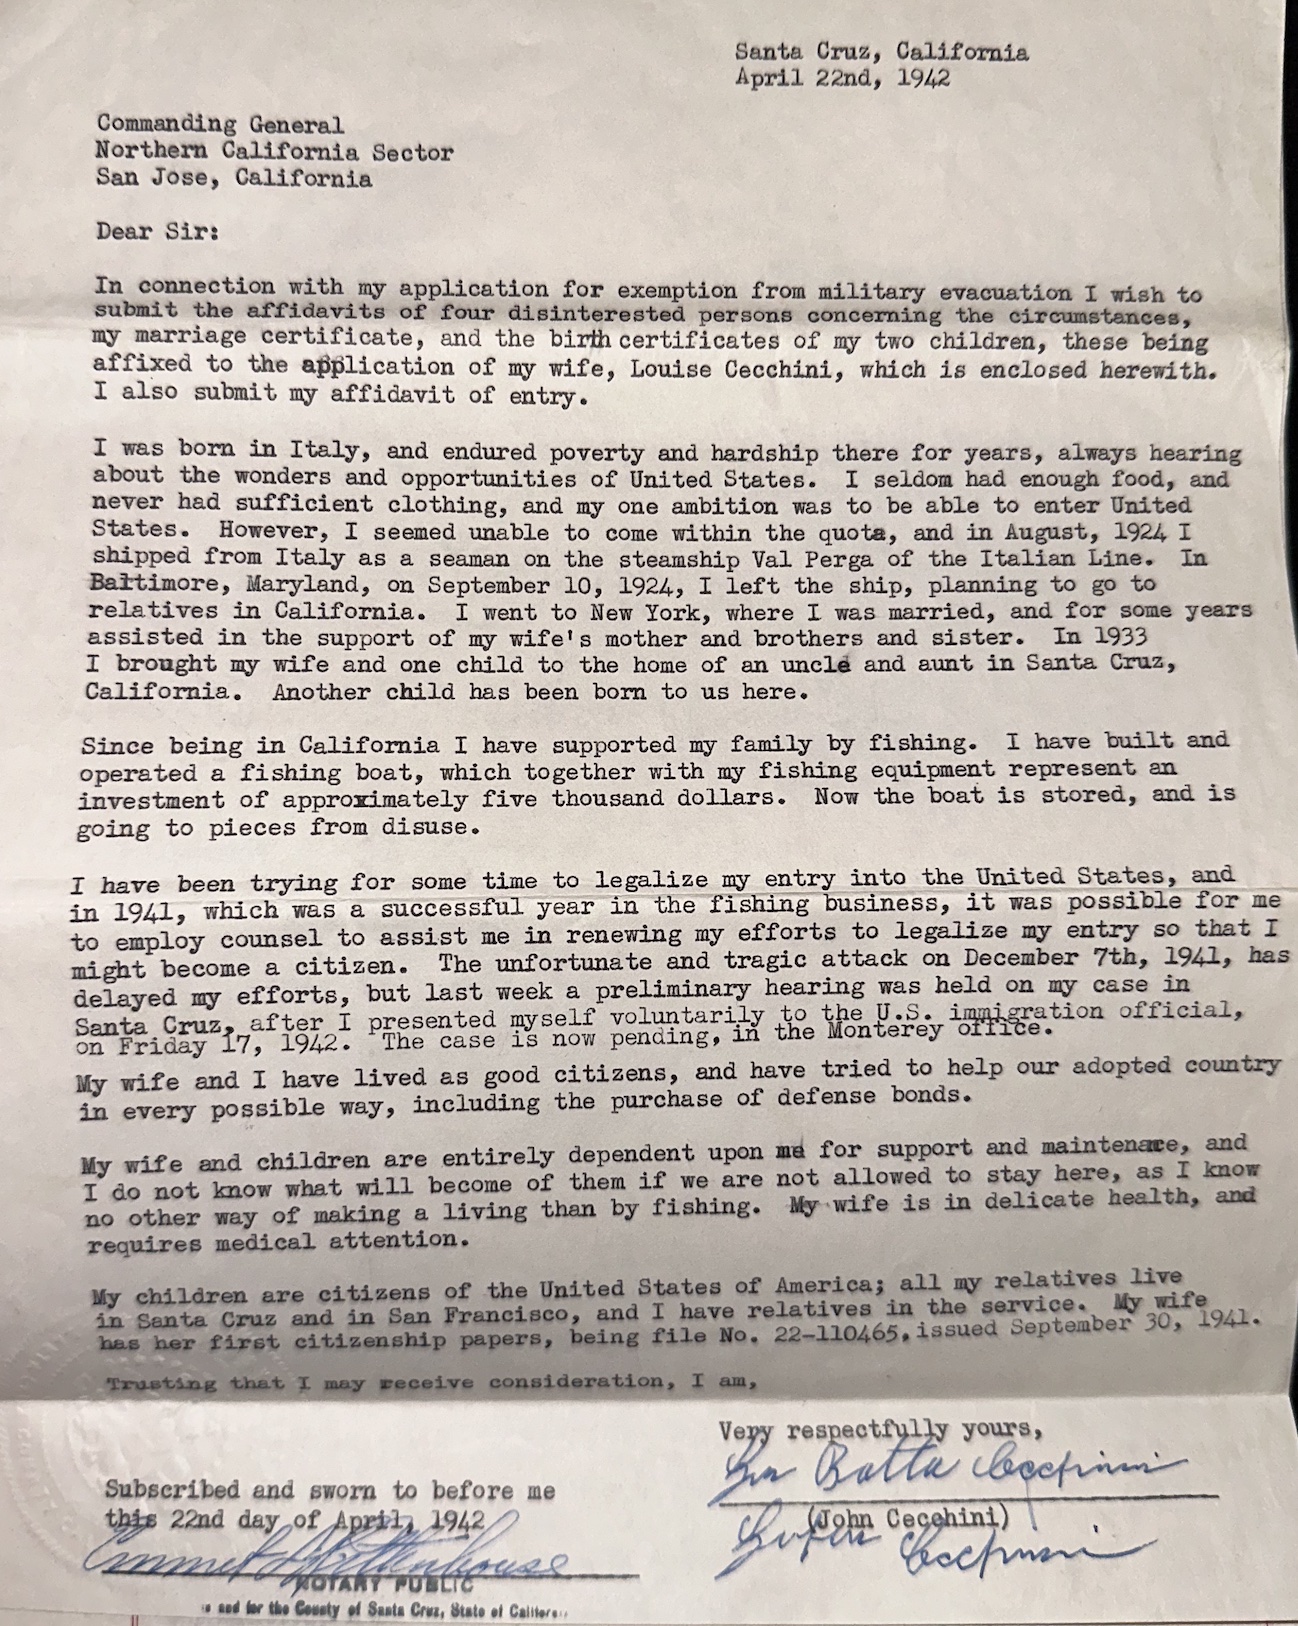 Santa Cruz, California
April 22nd, 1942
Commanding General
Northern California Sector
San Jose, California
Dear Sir:
In connection with my application for exemption from military evacuation I wish to
submit the affidavits of four disinterested persons concerning the circumstances,
my marriage certificate, and the birth certificates of my two children, these being
affixed to the application of my wife, Louise Cecchini, which is enclosed herewith.
I also submit my affidavit of entry.
I was born in Italy, and endured poverty and hardship there for years, always hearing
about the wonders and opportunities of United States. I seldom had enough food, and
never had sufficient clothing, and my one ambition was to be able to enter United
States. However, I seemed unable to come within the quota, and in August, 1924 I
shipped from Italy as a seaman on the steamship Val Perga of the Italian Line. In
Baltimore, Maryland, on September 10, 1924, I left the ship, planning to go to
relatives in California. I went to New York, where I was married, and for some years
assisted in the support of my wife's mother and brothers and sister. In 1933
I brought my wife and one child to the home of an uncle and aunt in Santa Cruz,
California. Another child has been born to us here.
Since being in California I have supported my family by fishing. I have built and
operated a fishing boat, which together with my fishing equipment represent an
investment of approximately five thousand dollars. Now the boat is stored, and is
going to pieces from disuse.
I have been trying for some time to legalize my entry into the United States, and
in 1941, which was a successful year in the fishing business, it was possible for me
to employ counsel to assist me in renewing my efforts to legalize my entry so that I
might become a citizen. The unfortunate and tragic attack on December 7th, 1941, has
delayed my efforts, but last week a preliminary hearing was held on my case in
Santa Cruz, after I presented myself voluntarily to the U.S. immigration official,
on Friday 17, 1942. The case is now pending, in the Monterey office.
My wife and I have lived as good citizens, and have tried to help our adopted country
in every possible way, including the purchase of defense bonds.
My wife and children are entirely dependent upon me for support and maintenace, and
I do not know what will become of them if we are not allowed to stay here, as I know
no other way of making a living than by fishing. My wife is in delicate health, and
requires medical attention.
My children are citizens of the United States of America; all my relatives live
in Santa Cruz and in San Francisco, and I have relatives in the service. My wife
has her first citizenship papers, being file No. 22-110465, issued September 30, 1941.
Trusting that I may receive consideration, I am,
Very respectfully yours,
Batta Cecchini
(John Cecchini)
Cecchini
Subscribed and sworn to before me
this 22nd day of April, 1942
Emmet Rittenhouse
NOTARY PUBLIC
and for the County of Santa Cruz, State of Califor